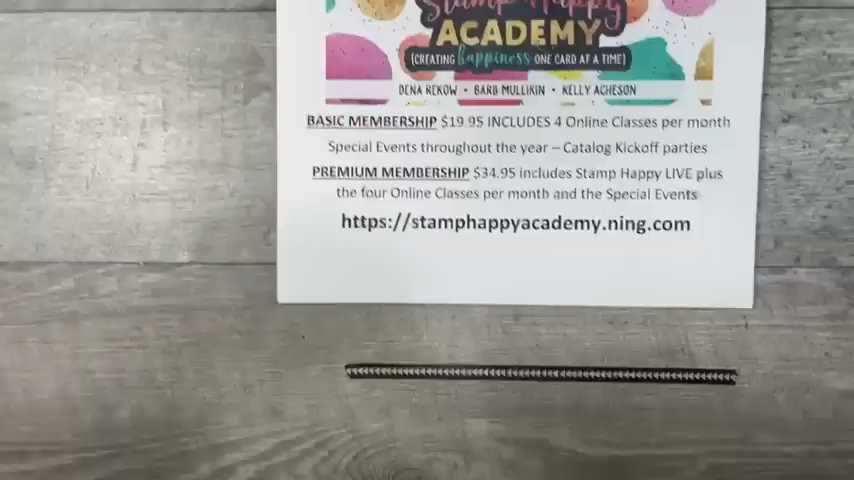 Stamp Happy
ACADEMY
(CREATING happiness ONE CARD AT A TIME)
DENA REKOW • BARB MULLIKIN • KELLY ACHESON
BASIC MEMBERSHIP $19.95 INCLUDES 4 Online Classes per month
Special Events throughout the year – Catalog Kickoff parties
PREMIUM MEMBERSHIP $34.95 includes Stamp Happy LIVE plus
the four Online Classes per month and the Special Events
https://stamphappyacademy.ning.com